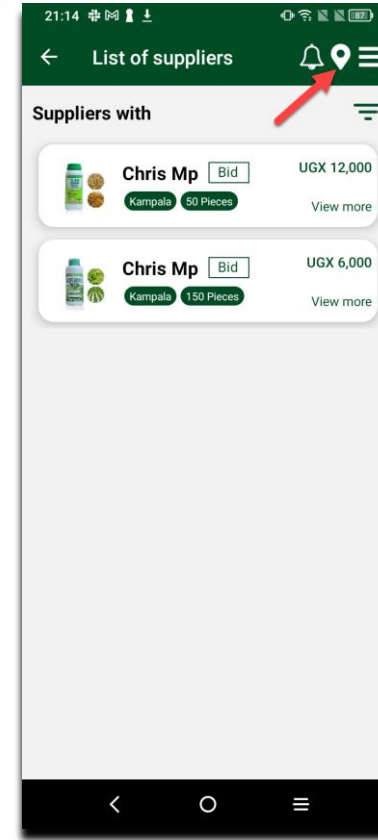 21:14
87
List of suppliers
Suppliers with
Chris Mp Bid UGX 12,000
Kampala 50 Pieces View more
Chris Mp Bid UGX 6,000
Kampala 150 Pieces View more